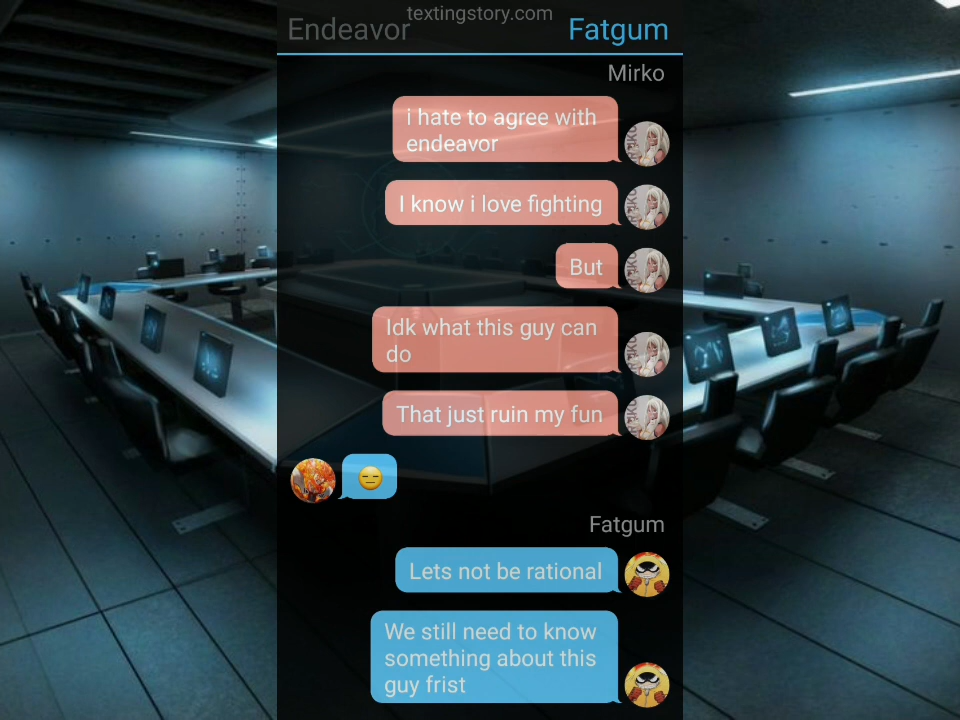 textingstory.com
Endeavor
Fatgum
Mirko
i hate to agree with
endeavor
I know i love fighting
But
Idk what this guy can
do
That just ruin my fun
😑
Fatgum
Lets not be rational
We still need to know
something about this
guy frist